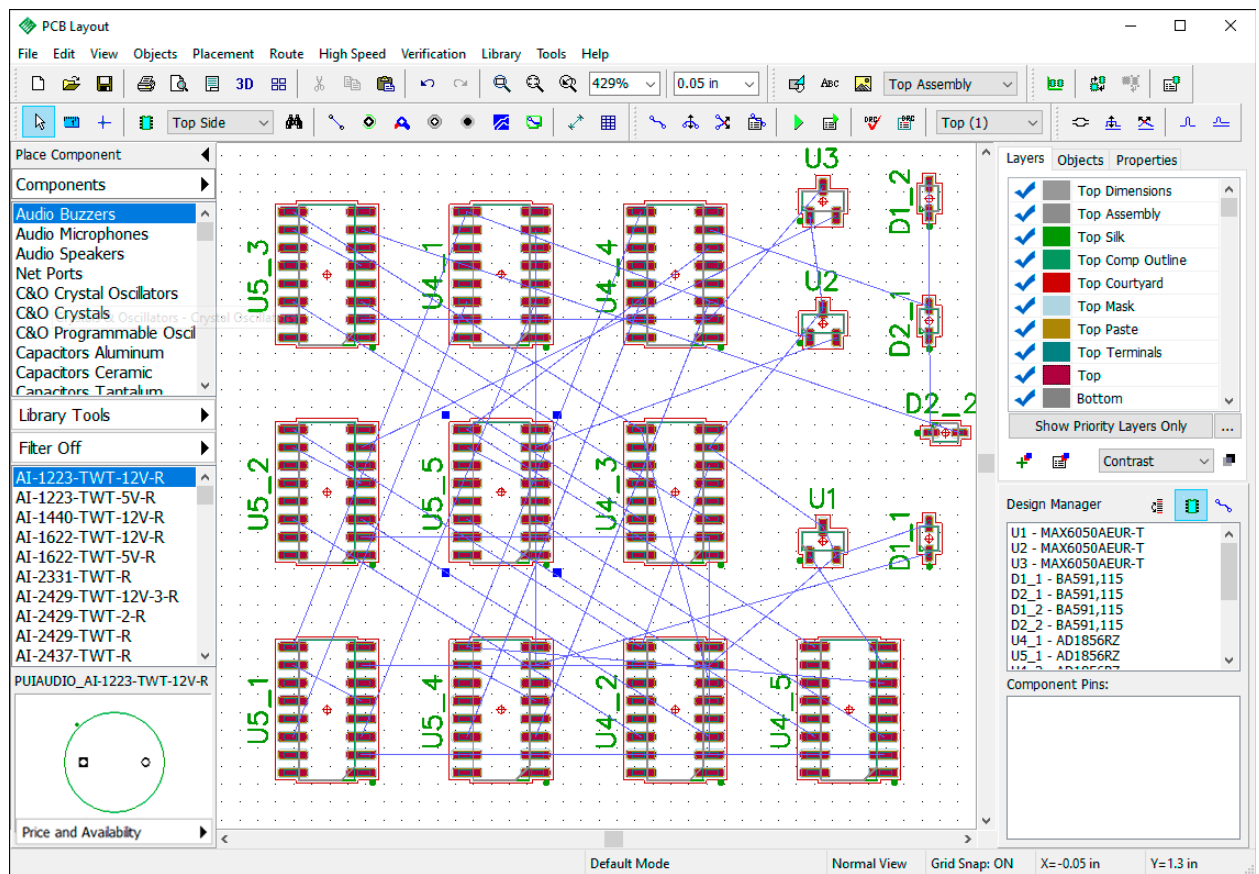 PCB Layout
File Edit View Objects Placement Route High Speed Verification Library Tools Help
3D 429% 0.05 in ABC Top Assembly
Top Side DRC DRC Top (1)
Place Component
Components
Audio Buzzers
Audio Microphones
Audio Speakers
Net Ports
C&O Crystal Oscillators
C&O Crystals
C&O Programmable Oscil
Capacitors Aluminum
Capacitors Ceramic
Capacitors Tantalum
Library Tools
Filter Off
AI-1223-TWT-12V-R
AI-1223-TWT-5V-R
AI-1440-TWT-12V-R
AI-1622-TWT-12V-R
AI-1622-TWT-5V-R
AI-2331-TWT-R
AI-2429-TWT-12V-3-R
AI-2429-TWT-2-R
AI-2429-TWT-R
AI-2437-TWT-R
PUIAUDIO_AI-1223-TWT-12V-R
Price and Availability
U5_3
U4_1
U4_4
U3
D1_2
U2
D2_1
D2_2
U5_2
U5_5
U4_3
U1
D1_1
U5_1
U5_4
U4_2
U4_5
Layers Objects Properties
Top Dimensions
Top Assembly
Top Silk
Top Comp Outline
Top Courtyard
Top Mask
Top Paste
Top Terminals
Top
Bottom
Show Priority Layers Only ...
Contrast
Design Manager
U1 - MAX6050AEUR-T
U2 - MAX6050AEUR-T
U3 - MAX6050AEUR-T
D1_1 - BA591,115
D2_1 - BA591,115
D1_2 - BA591,115
D2_2 - BA591,115
U4_1 - AD1856RZ
U5_1 - AD1856RZ
Component Pins:
Default Mode Normal View Grid Snap: ON X=-0.05 in Y=1.3 in